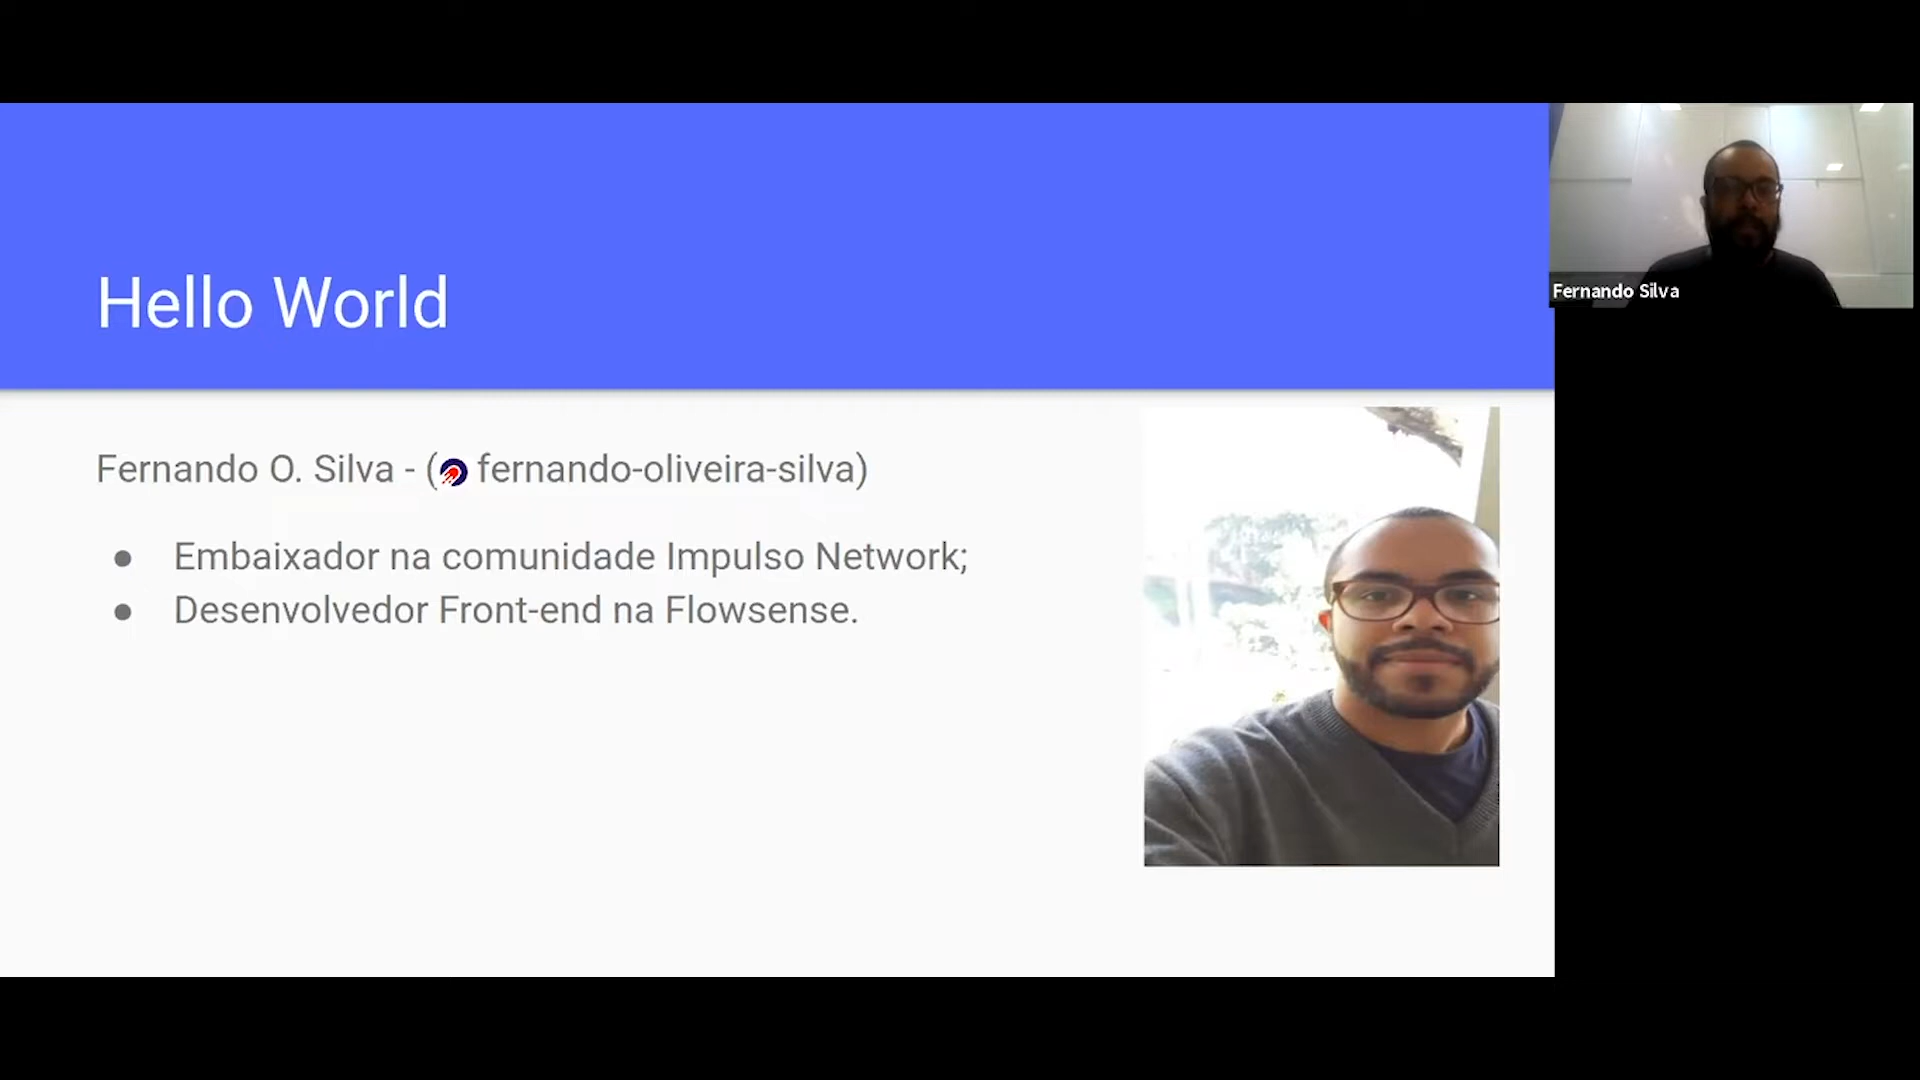 Hello World
Fernando O. Silva - ( fernando-oliveira-silva)
● Embaixador na comunidade Impulso Network;
● Desenvolvedor Front-end na Flowsense.
Fernando Silva